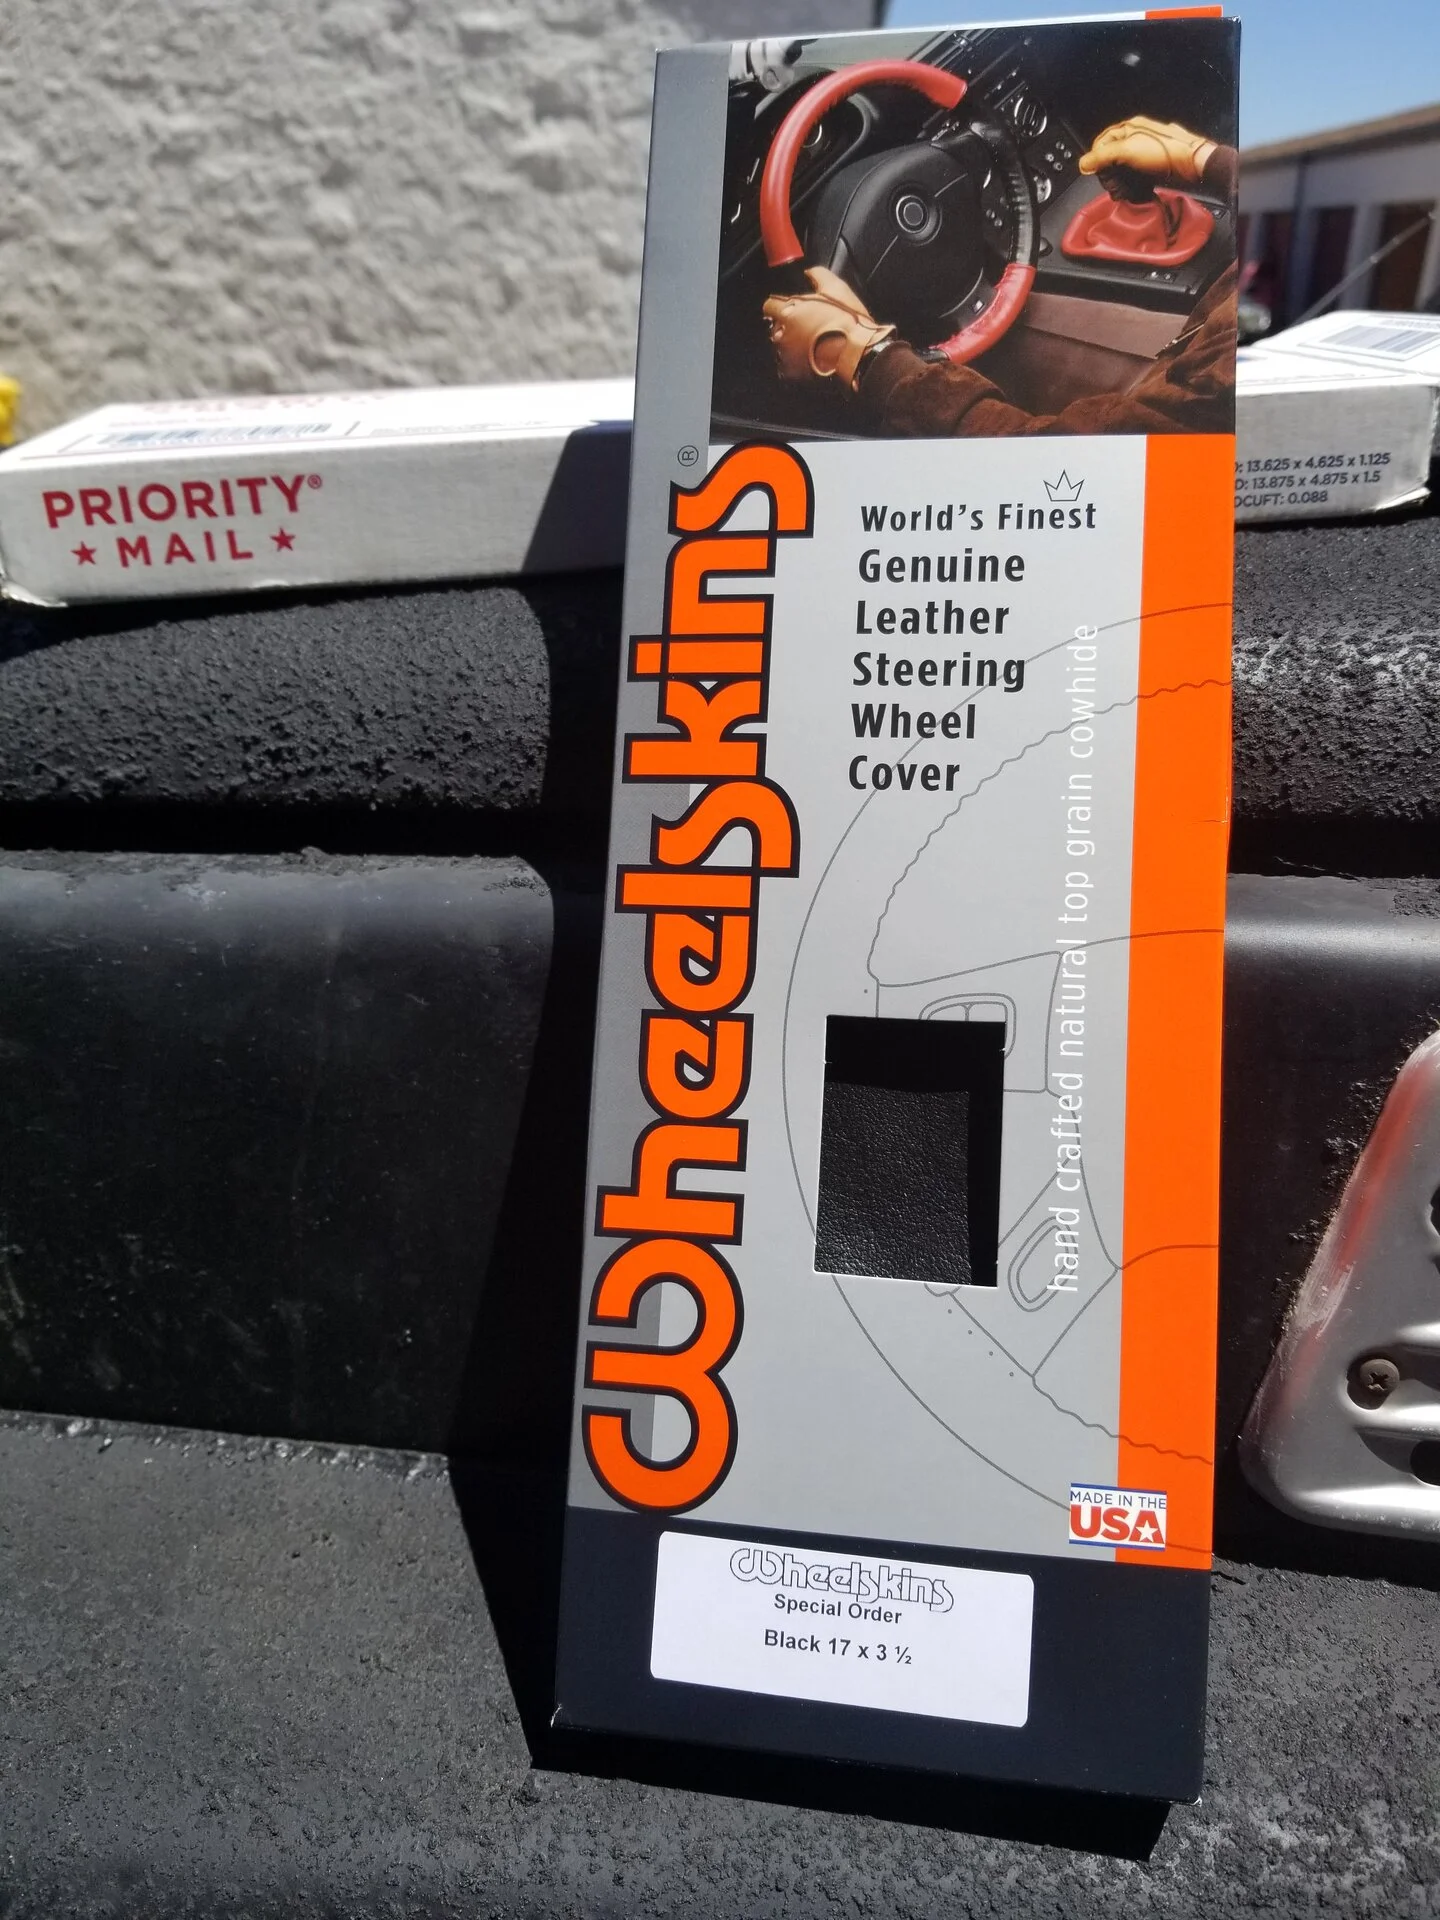 Wheelskins®
World's Finest
Genuine
Leather
Steering
Wheel
Cover
hand crafted natural top grain cowhide
MADE IN THE
USA
Wheelskins
Special Order
Black 17 x 3 ½
PRIORITY®
MAIL
: 13.625 x 4.625 x 1.125
D: 13.875 x 4.875 x 1.5
DCUFT: 0.088